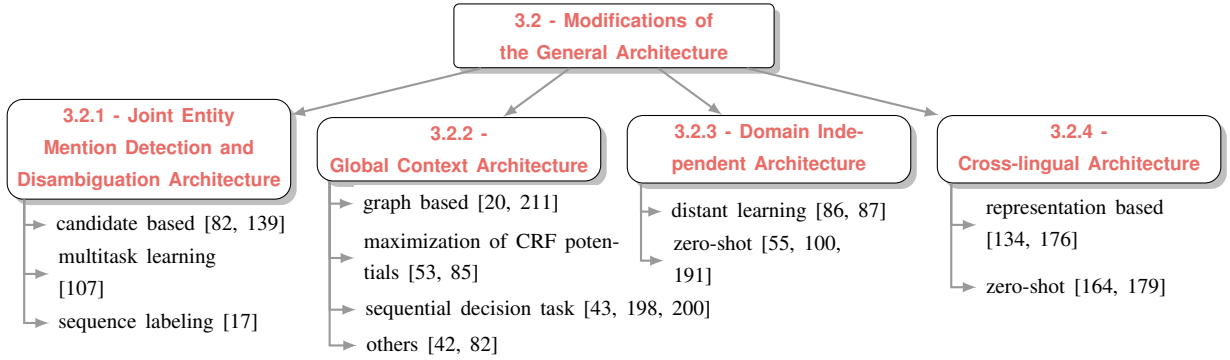 3.2 - Modifications of
the General Architecture
3.2.1 - Joint Entity
Mention Detection and
Disambiguation Architecture
candidate based [82, 139]
multitask learning
[107]
sequence labeling [17]
3.2.2 -
Global Context Architecture
graph based [20, 211]
maximization of CRF poten-
tials [53, 85]
sequential decision task [43, 198, 200]
others [42, 82]
3.2.3 - Domain Inde-
pendent Architecture
distant learning [86, 87]
zero-shot [55, 100,
191]
3.2.4 -
Cross-lingual Architecture
representation based
[134, 176]
zero-shot [164, 179]